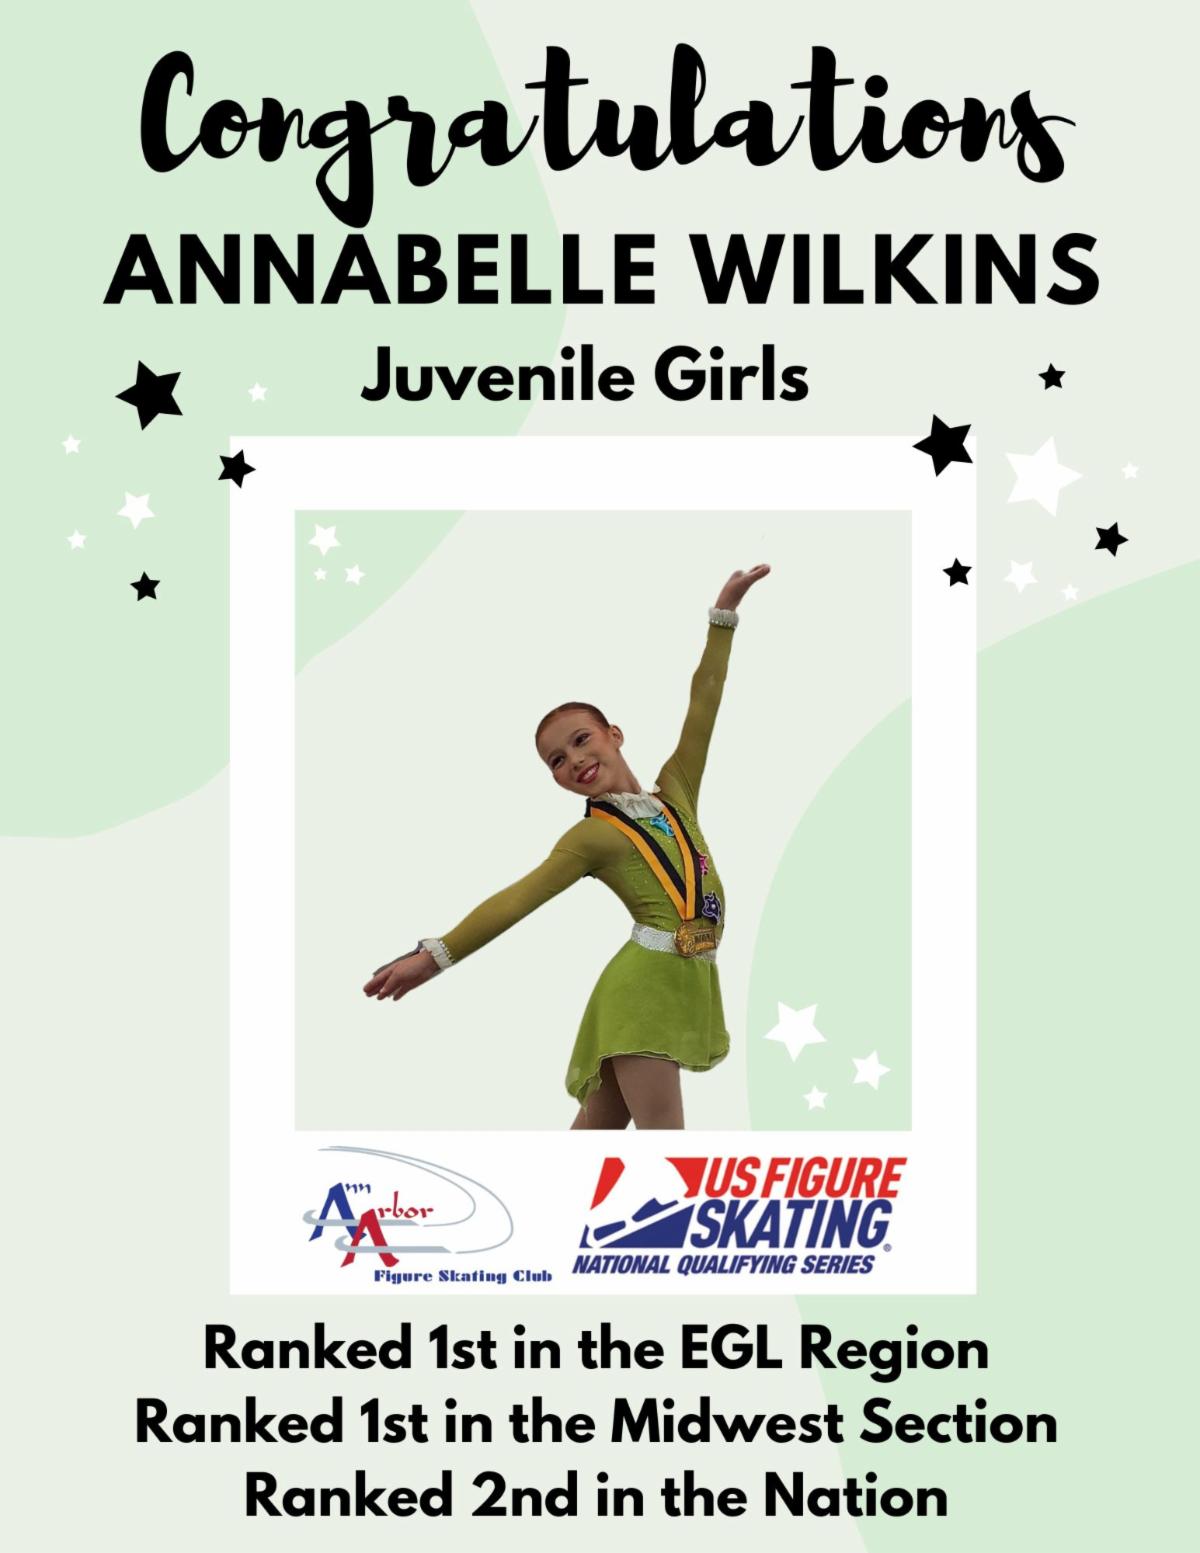 Congratulations
ANNABELLE WILKINS
Juvenile Girls
Ann Arbor
Figure Skating Club
US FIGURE
SKATING®
NATIONAL QUALIFYING SERIES
Ranked 1st in the EGL Region
Ranked 1st in the Midwest Section
Ranked 2nd in the Nation